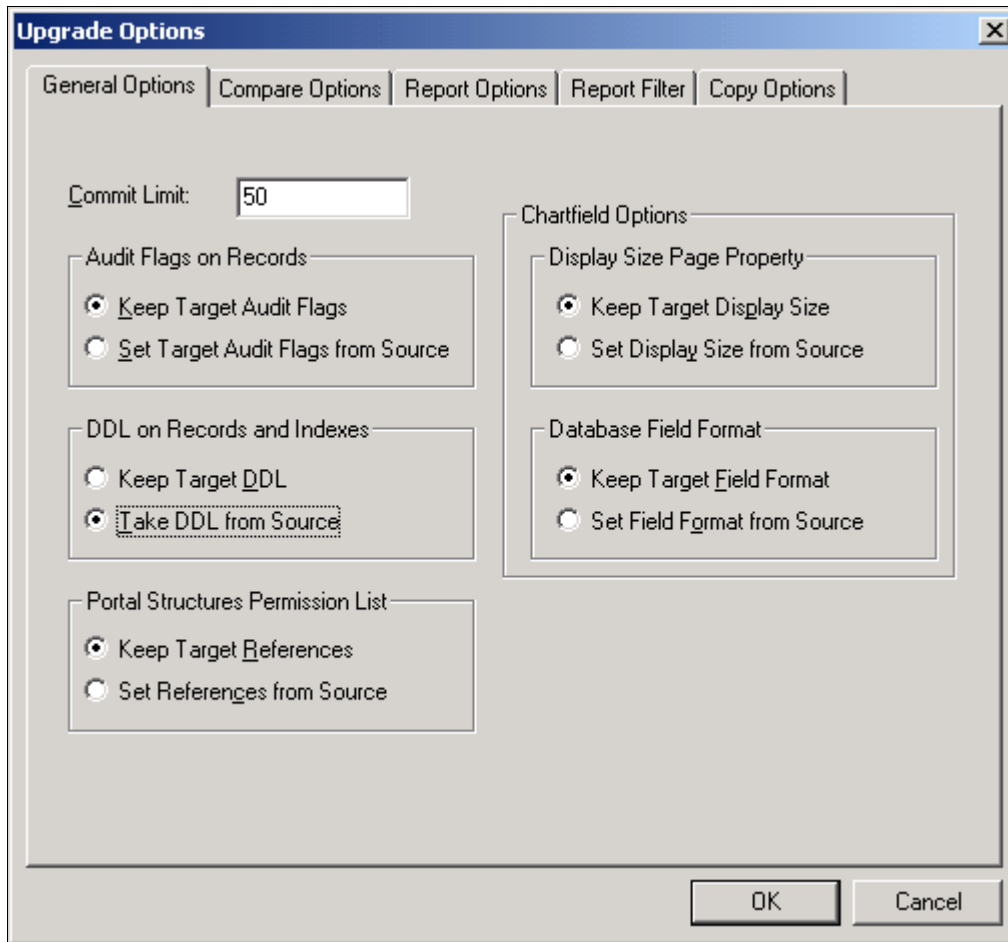 Upgrade Options
General Options Compare Options Report Options Report Filter Copy Options
Commit Limit: 50
Audit Flags on Records
Keep Target Audit Flags
Set Target Audit Flags from Source
DDL on Records and Indexes
Keep Target DDL
Take DDL from Source
Portal Structures Permission List
Keep Target References
Set References from Source
Chartfield Options
Display Size Page Property
Keep Target Display Size
Set Display Size from Source
Database Field Format
Keep Target Field Format
Set Field Format from Source
OK Cancel